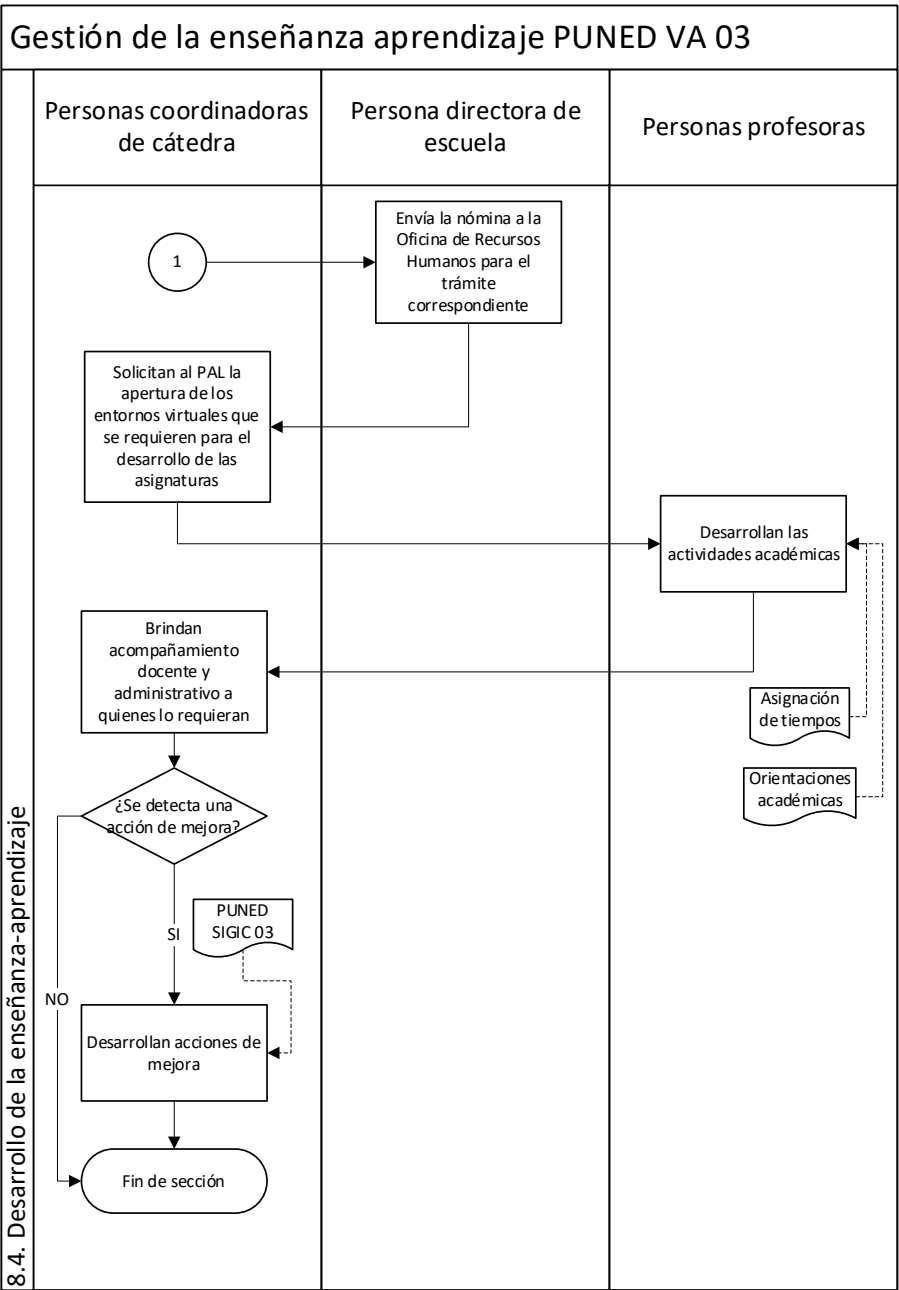 Gestión de la enseñanza aprendizaje PUNED VA 03
Personas coordinadoras
de cátedra
Persona directora de
escuela
Personas profesoras
8.4. Desarrollo de la enseñanza-aprendizaje
1
Envía la nómina a la
Oficina de Recursos
Humanos para el
trámite
correspondiente
Solicitan al PAL la
apertura de los
entornos virtuales que
se requieren para el
desarrollo de las
asignaturas
Desarrollan las
actividades académicas
Brindan
acompañamiento
docente y
administrativo a
quienes lo requieran
Asignación
de tiempos
Orientaciones
académicas
¿Se detecta una
acción de mejora?
PUNED
SIGIC 03
SI
NO
Desarrollan acciones de
mejora
Fin de sección